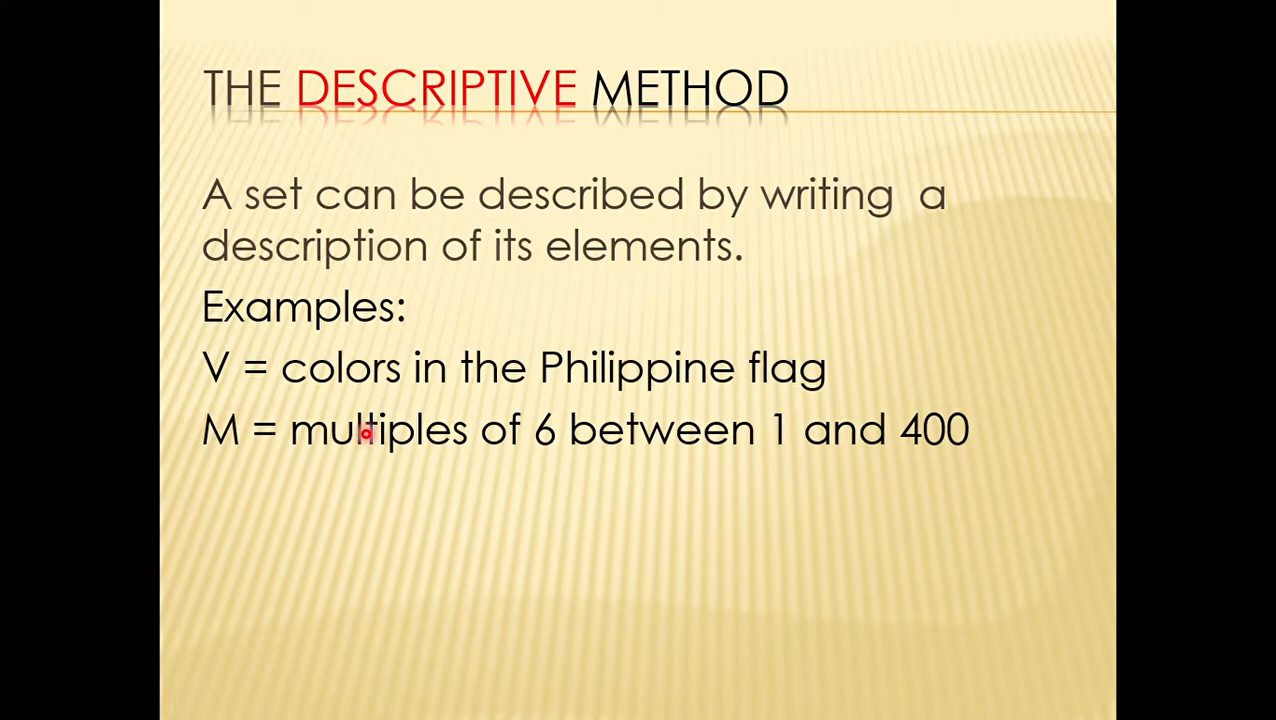 THE DESCRIPTIVE METHOD
A set can be described by writing a
description of its elements.
Examples:
V = colors in the Philippine flag
M = multiples of 6 between 1 and 400